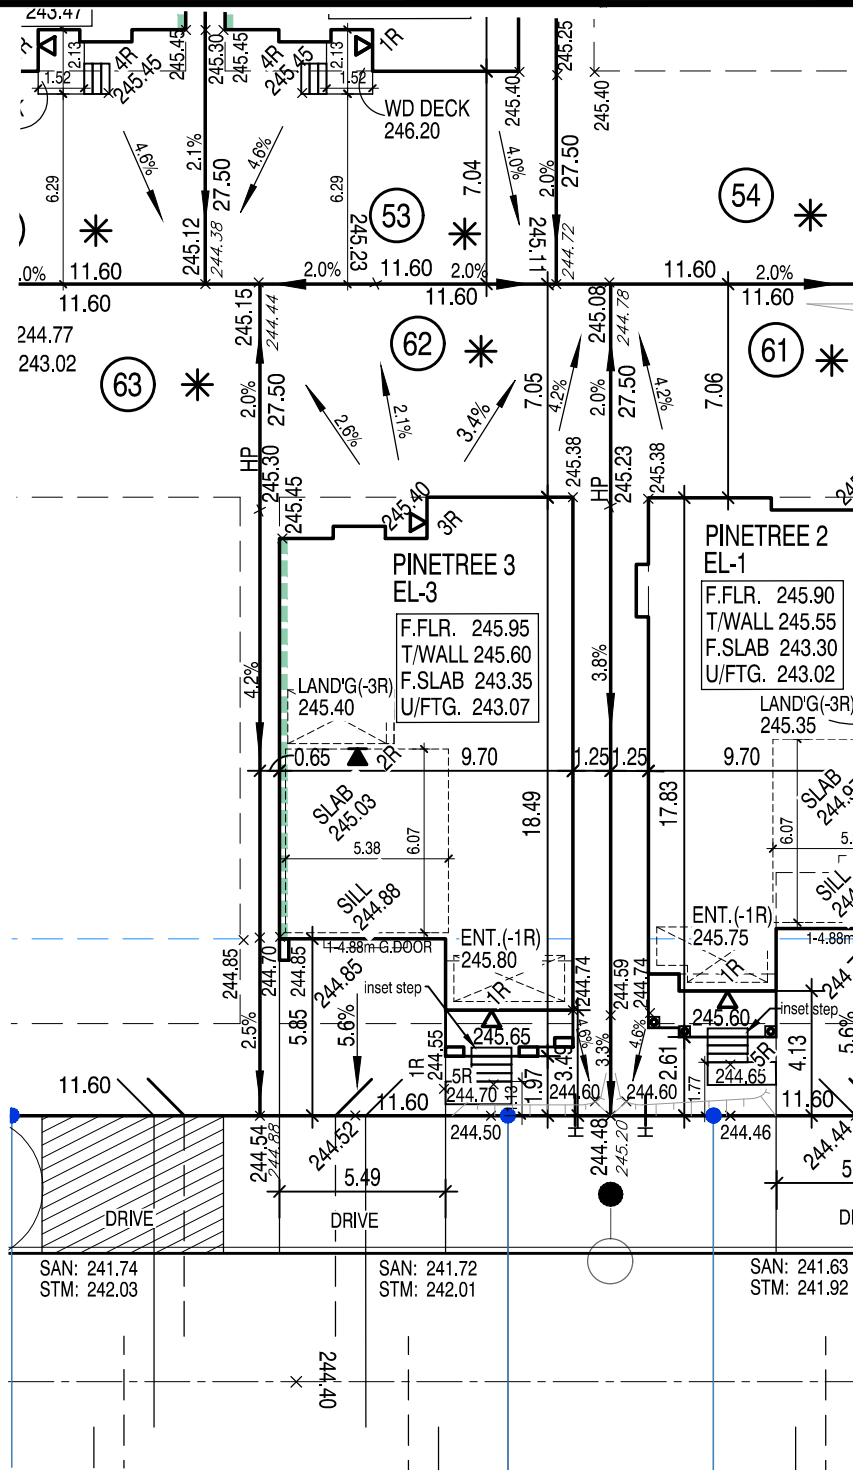 243.47
1R
2.13
4R
245.45
1.52
245.45
245.30
245.45
4R
245.45
2.13
1R
1.52
WD DECK
246.20
245.40
245.25
245.40
4.6%
2.1%
27.50
4.6%
6.29
6.29
7.04
4.0%
2.0%
27.50
53
54
245.12
244.38
245.23
245.11
244.72
.0%
11.60
2.0%
11.60
2.0%
11.60
2.0%
11.60
11.60
11.60
245.15
244.44
245.08
244.78
244.77
243.02
63
62
61
2.0%
27.50
2.6%
2.1%
3.4%
7.05
4.2%
2.0%
27.50
4.2%
7.06
HP
245.30
245.45
245.40
3R
245.38
HP
245.23
245.38
PINETREE 3
EL-3
F.FLR. 245.95
T/WALL 245.60
F.SLAB 243.35
U/FTG. 243.07
PINETREE 2
EL-1
F.FLR. 245.90
T/WALL 245.55
F.SLAB 243.30
U/FTG. 243.02
4.2%
3.8%
LAND'G(-3R)
245.40
LAND'G(-3R)
245.35
2R
0.65
9.70
1.25
1.25
9.70
SLAB
245.03
6.07
18.49
17.83
6.07
SLAB
5.38
SILL
244.88
SILL
1-4.88m G.DOOR
ENT.(-1R)
245.80
1R
ENT.(-1R)
245.75
1R
1-4.88m
244.85
244.70
244.85
244.85
inset step
244.74
244.59
244.74
inset step
2.5%
5.85
5.6%
244.55
245.65
245.60
1R
5R
244.70
1.13
1.97
3.49
4.6%
3.3%
4.6%
2.61
1.77
5R
244.65
4.13
5.6%
11.60
11.60
244.60
244.60
11.60
244.54
244.88
244.52
244.50
244.48
245.20
244.46
244.44
5.49
DRIVE
DRIVE
SAN: 241.74
STM: 242.03
SAN: 241.72
STM: 242.01
SAN: 241.63
STM: 241.92
244.40